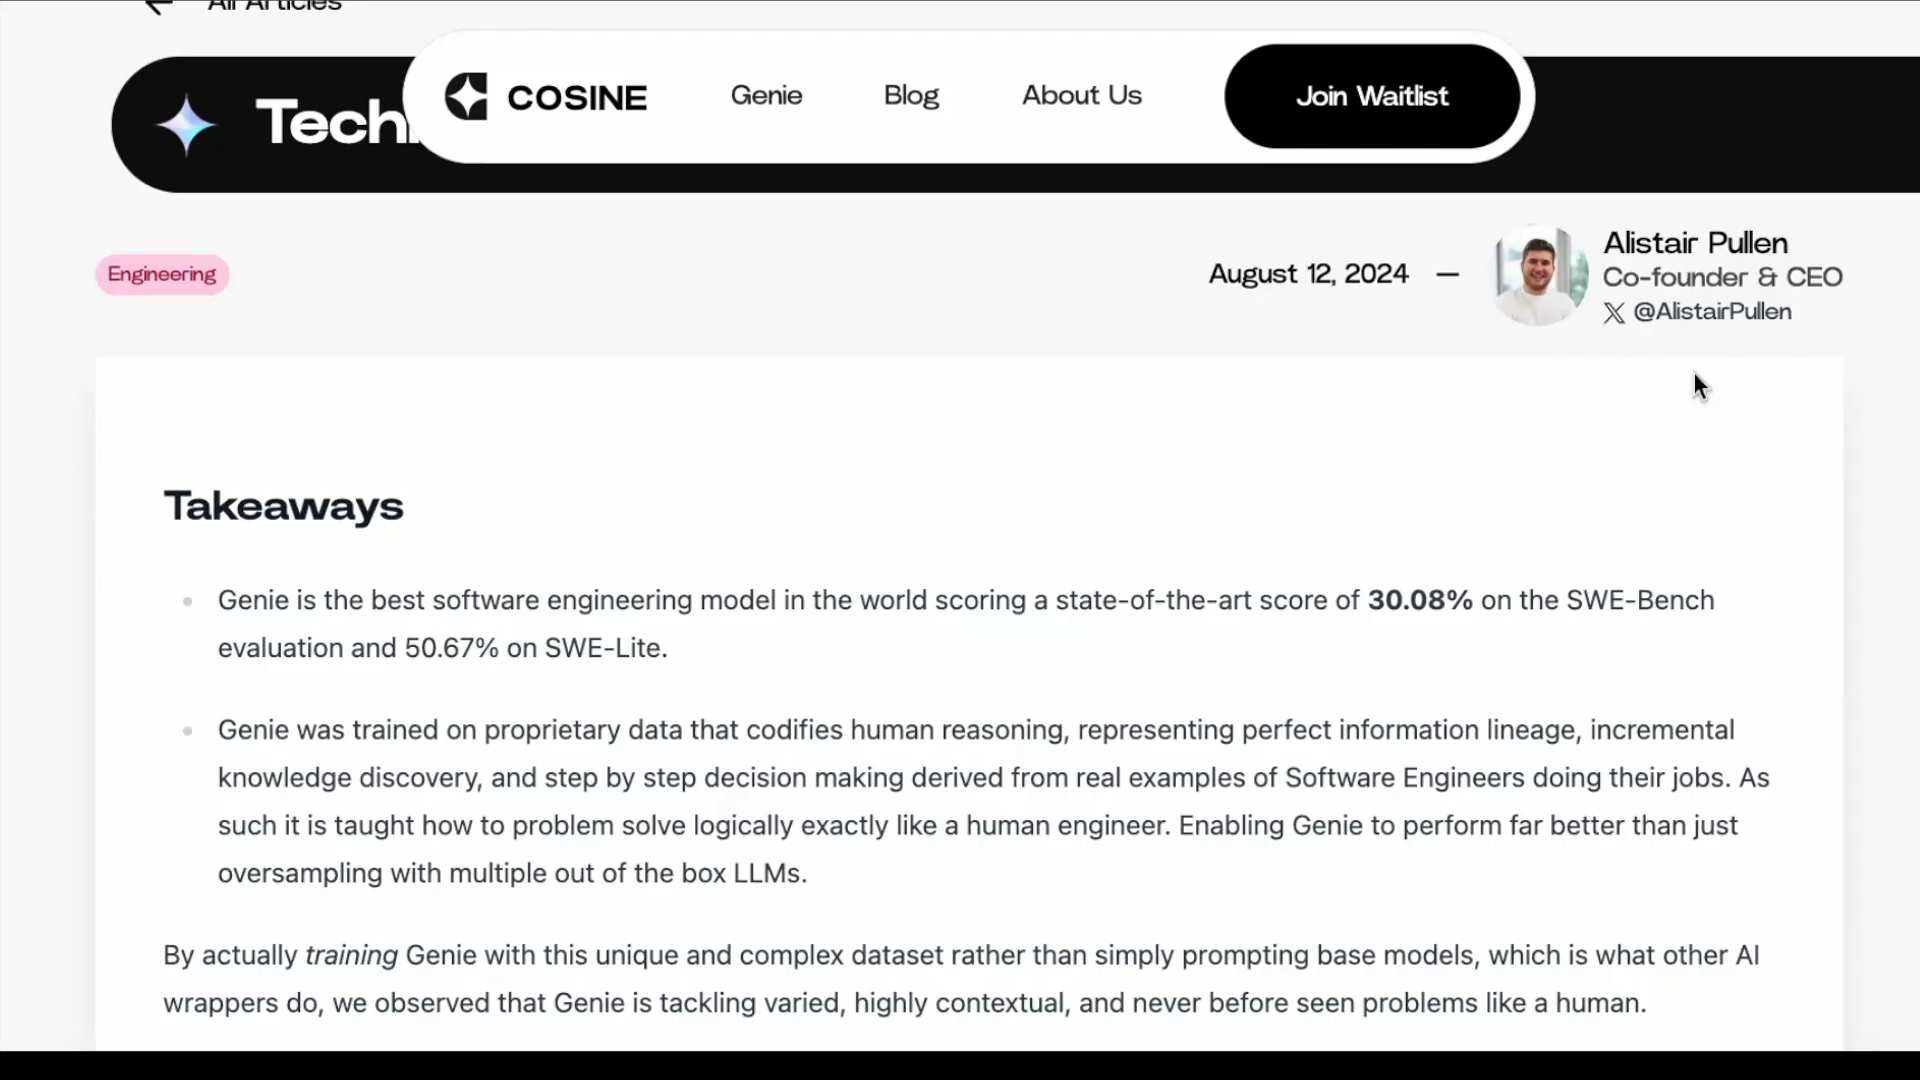 All Articles
COSINE
Genie
Blog
About Us
Join Waitlist
Engineering
August 12, 2024 —
Alistair Pullen
Co-founder & CEO
@AlistairPullen
Takeaways
• Genie is the best software engineering model in the world scoring a state-of-the-art score of 30.08% on the SWE-Bench
evaluation and 50.67% on SWE-Lite.
• Genie was trained on proprietary data that codifies human reasoning, representing perfect information lineage, incremental
knowledge discovery, and step by step decision making derived from real examples of Software Engineers doing their jobs. As
such it is taught how to problem solve logically exactly like a human engineer. Enabling Genie to perform far better than just
oversampling with multiple out of the box LLMs.
By actually training Genie with this unique and complex dataset rather than simply prompting base models, which is what other AI
wrappers do, we observed that Genie is tackling varied, highly contextual, and never before seen problems like a human.